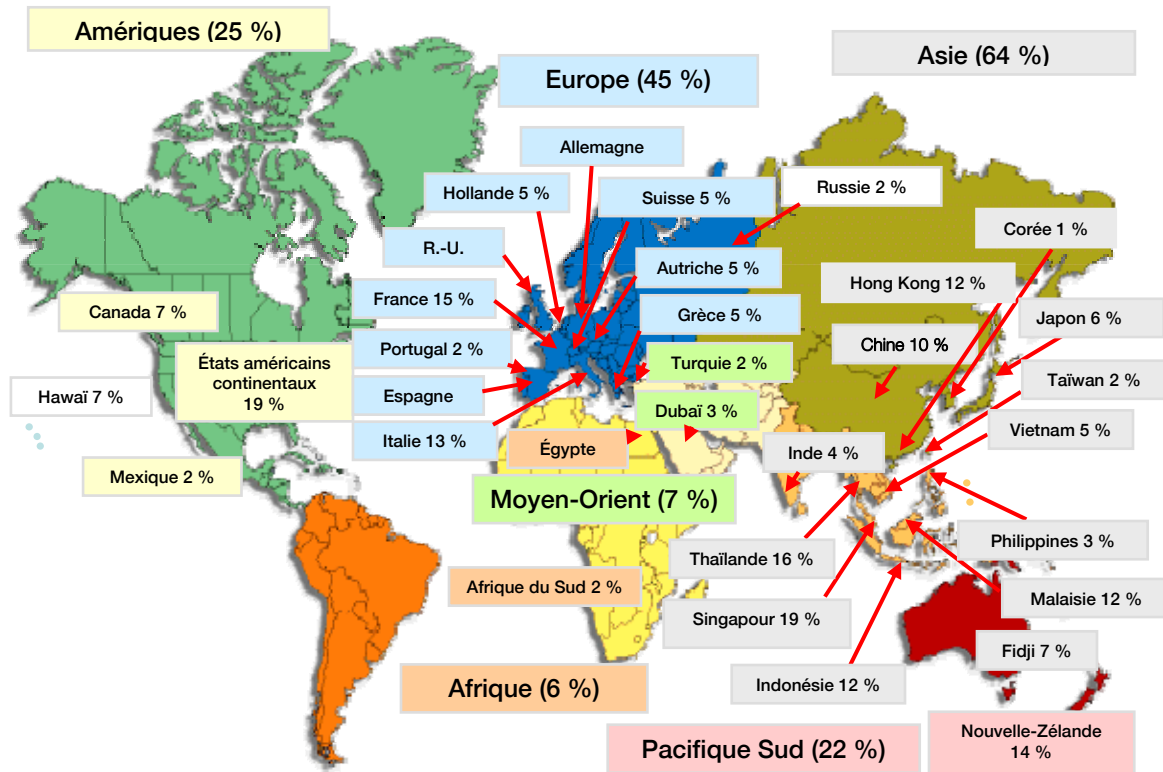 Amériques (25 %)
Asie (64 %)
Europe (45 %)
Allemagne
Hollande 5 %
Suisse 5 %
Russie 2 %
Corée 1 %
R.-U.
Autriche 5 %
Hong Kong 12 %
France 15 %
Canada 7 %
Grèce 5 %
Japon 6 %
Chine 10 %
Portugal 2 %
États américains
continentaux
19 %
Turquie 2 %
Taïwan 2 %
Hawaï 7 %
Espagne
Dubaï 3 %
Vietnam 5 %
Italie 13 %
Égypte
Inde 4 %
Mexique 2 %
Moyen-Orient (7 %)
Philippines 3 %
Thaïlande 16 %
Afrique du Sud 2 %
Malaisie 12 %
Singapour 19 %
Fidji 7 %
Afrique (6 %)
Indonésie 12 %
Pacifique Sud (22 %)
Nouvelle-Zélande
14 %